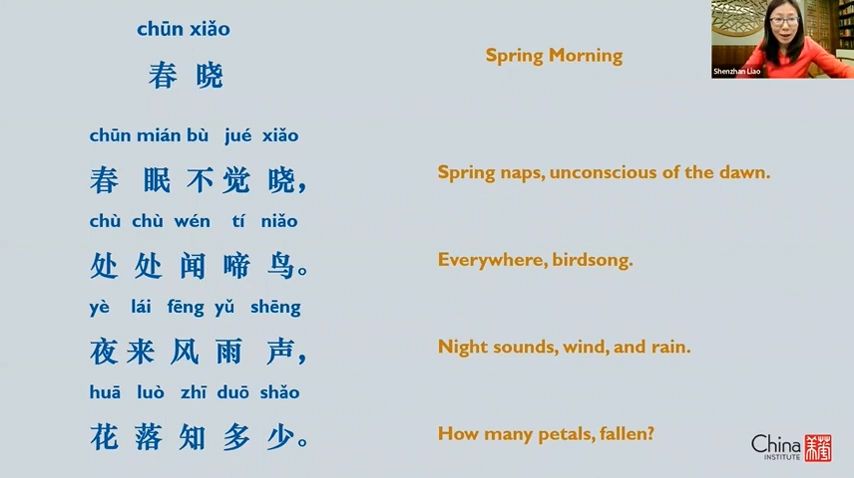 chūn xiǎo
春 晓
Spring Morning
Shenzhan Liao
chūn mián bù jué xiǎo
春 眠 不 觉 晓，
Spring naps, unconscious of the dawn.
chù chù wén tí niǎo
处 处 闻 啼 鸟。
Everywhere, birdsong.
yè lái fēng yǔ shēng
夜 来 风 雨 声，
Night sounds, wind, and rain.
huā luò zhī duō shǎo
花 落 知 多 少。
How many petals, fallen?
China
INSTITUTE